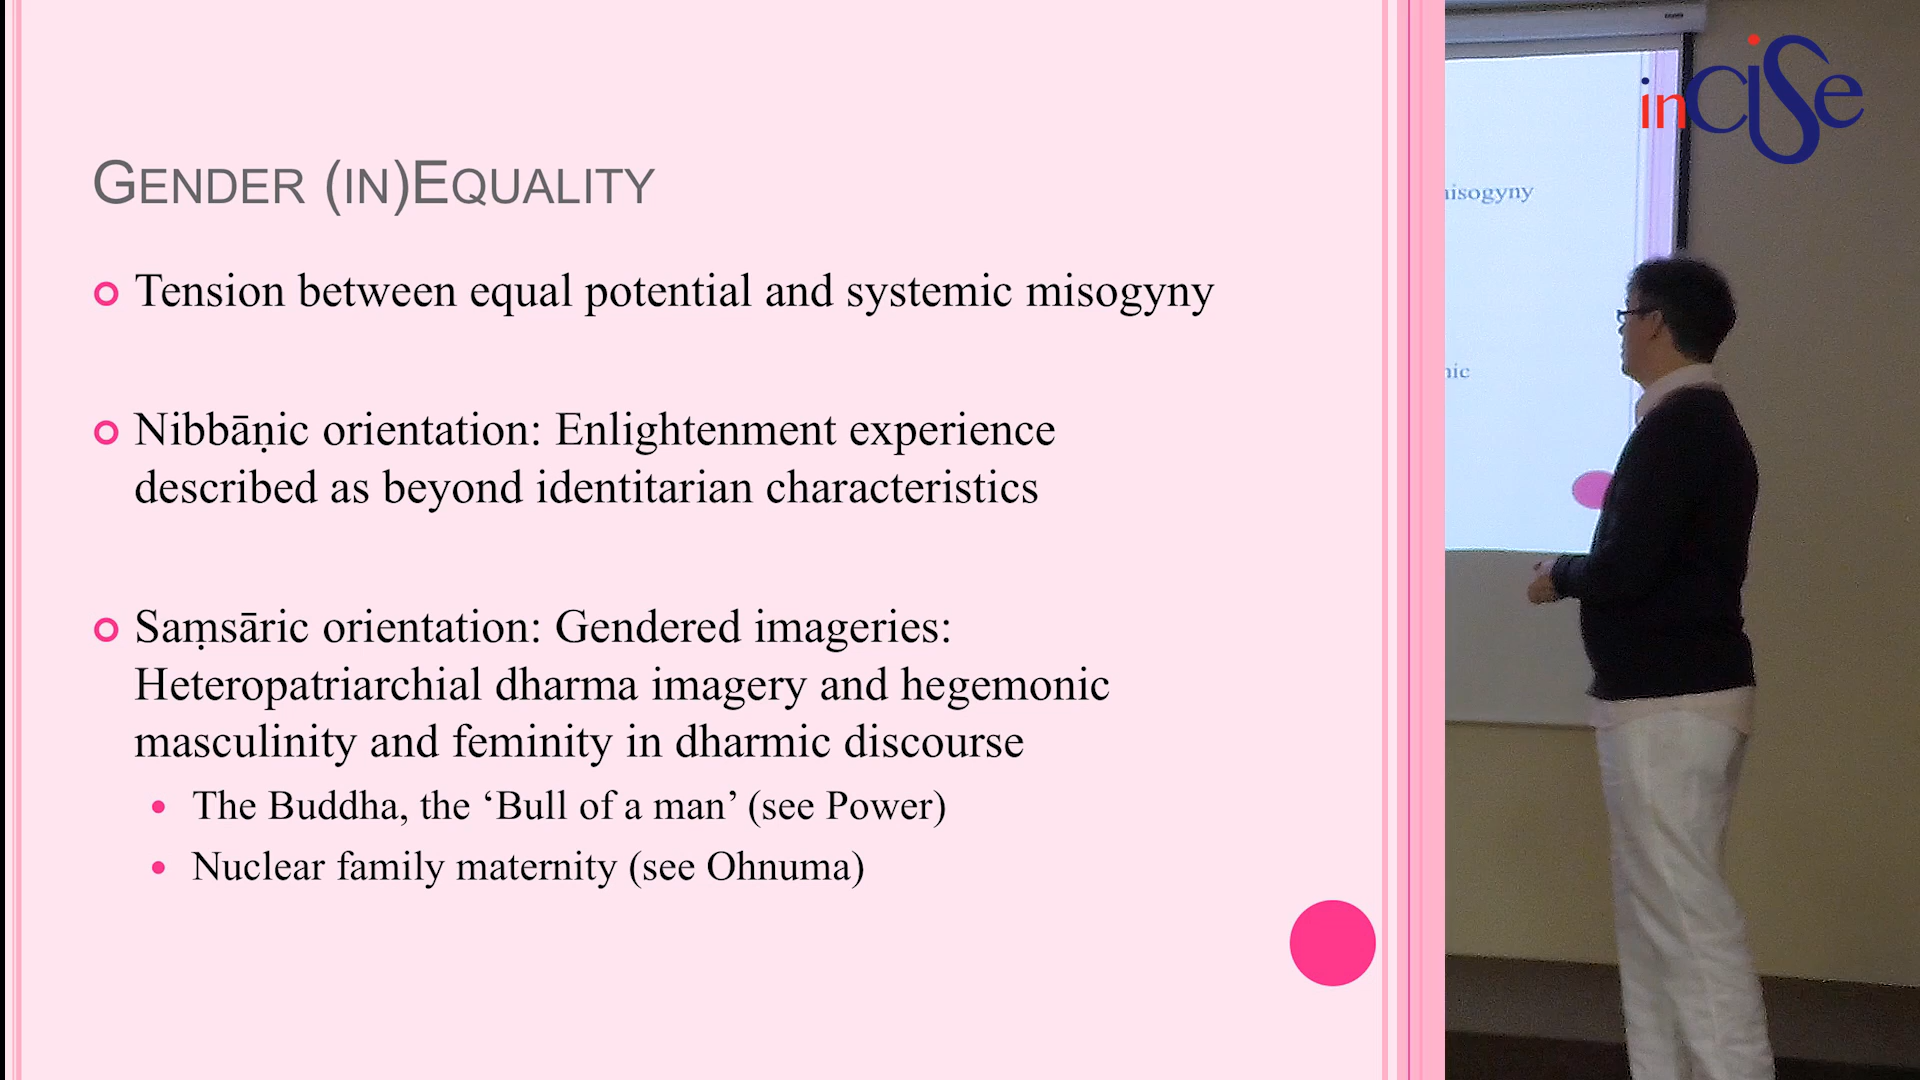 GENDER (IN)EQUALITY
Tension between equal potential and systemic misogyny
Nibbāṇic orientation: Enlightenment experience
described as beyond identitarian characteristics
Saṃsāric orientation: Gendered imageries:
Heteropatriarchial dharma imagery and hegemonic
masculinity and feminity in dharmic discourse
The Buddha, the ‘Bull of a man’ (see Power)
Nuclear family maternity (see Ohnuma)
inCiSe
isogyny
nic